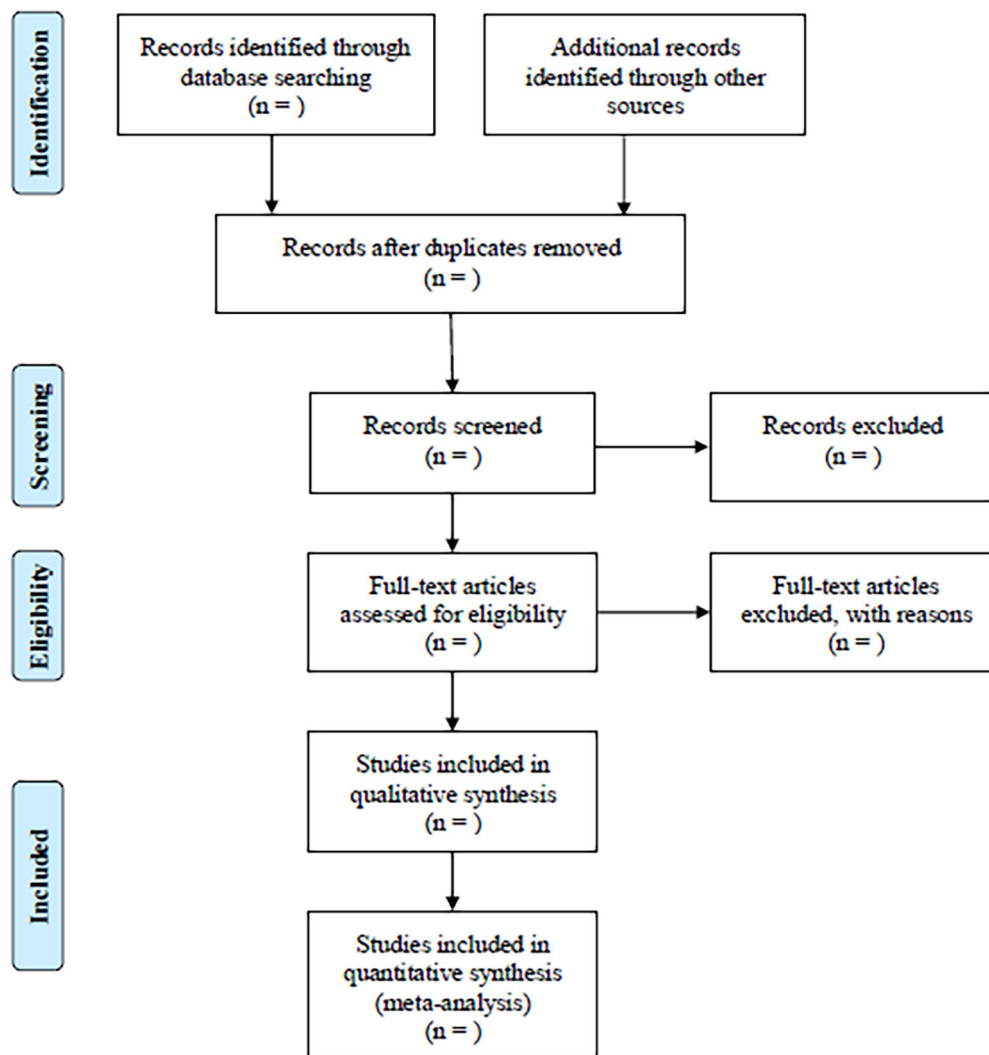 Identification
Records identified through
database searching
(n = )
Additional records
identified through other
sources
Records after duplicates removed
(n = )
Screening
Records screened
(n = )
Records excluded
(n = )
Eligibility
Full-text articles
assessed for eligibility
(n = )
Full-text articles
excluded, with reasons
(n = )
Included
Studies included in
qualitative synthesis
(n = )
Studies included in
quantitative synthesis
(meta-analysis)
(n = )